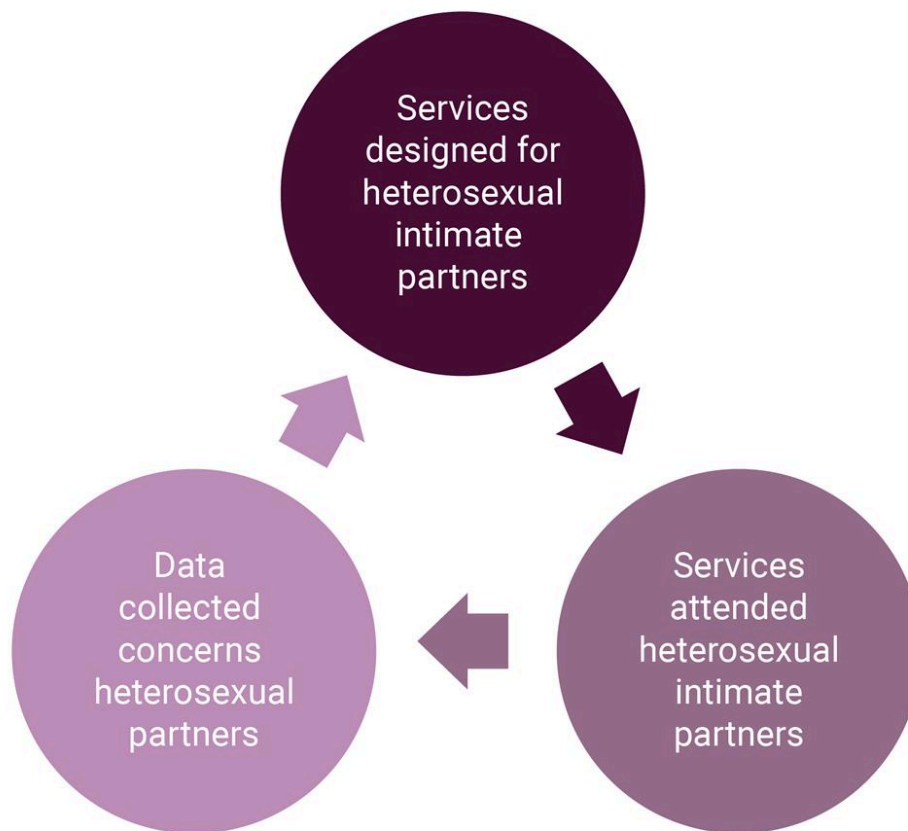 Services
designed for
heterosexual
intimate
partners
Services
attended
heterosexual
intimate
partners
Data
collected
concerns
heterosexual
partners